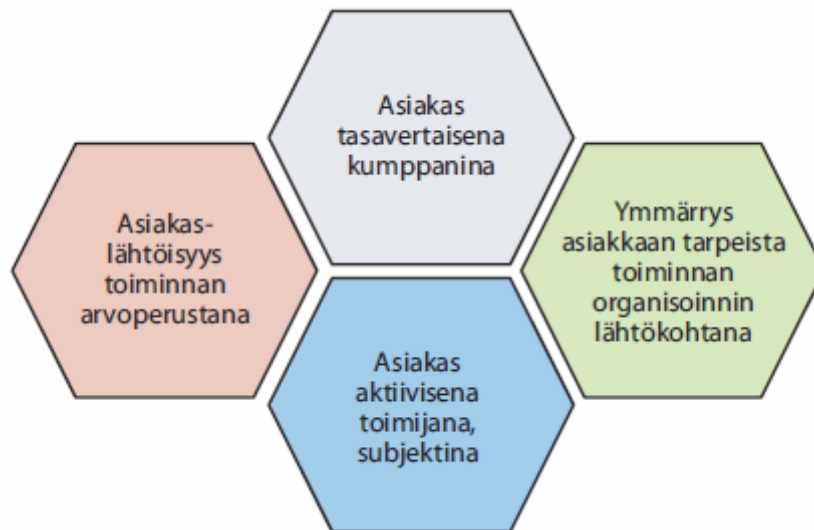 Asiakas
tasavertaisena
kumppanina
Asiakas-
lähtöisyys
toiminnan
arvoperustana
Ymmärrys
asiakkaan tarpeista
toiminnan
organisoinnin
lähtökohtana
Asiakas
aktiivisena
toimijana,
subjektina